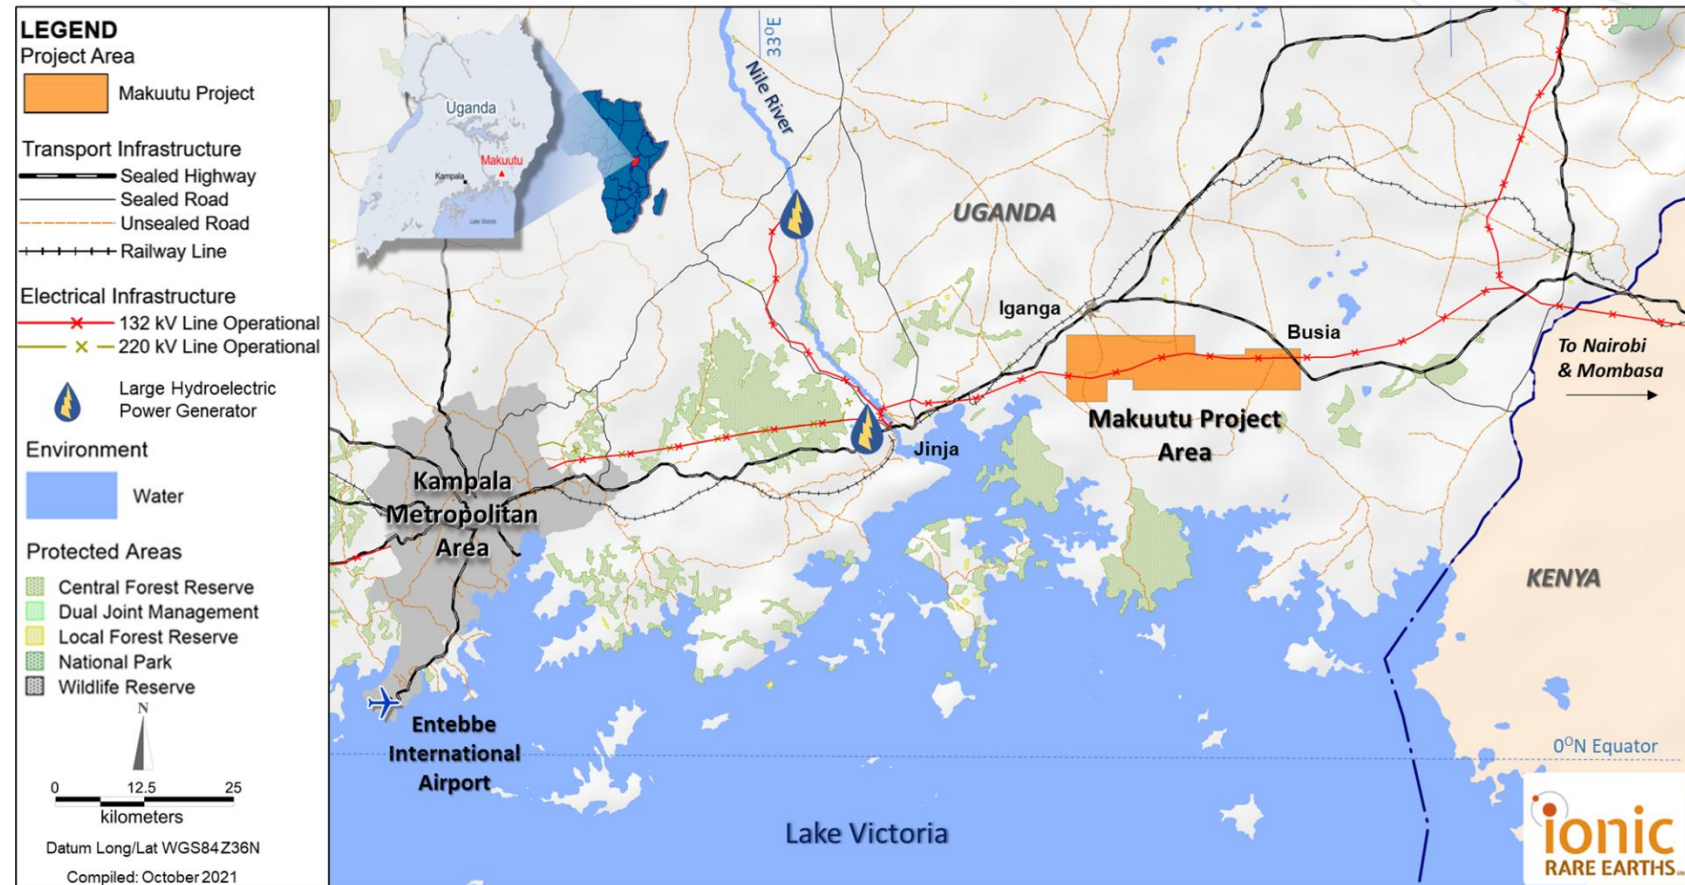 LEGEND
Project Area
Makuutu Project
Transport Infrastructure
Sealed Highway
Sealed Road
Unsealed Road
Railway Line
Electrical Infrastructure
132 kV Line Operational
220 kV Line Operational
Large Hydroelectric
Power Generator
Environment
Water
Protected Areas
Central Forest Reserve
Dual Joint Management
Local Forest Reserve
National Park
Wildlife Reserve
N
0 12.5 25
kilometers
Datum Long/Lat WGS84Z36N
Compiled: October 2021
Uganda
Makuutu
Kampala
Lake Victoria
33⁰E
Nile River
UGANDA
Iganga
Busia
To Nairobi
& Mombasa
Makuutu Project
Area
Jinja
Kampala
Metropolitan
Area
KENYA
Entebbe
International
Airport
0⁰N Equator
Lake Victoria
ionic
RARE EARTHS